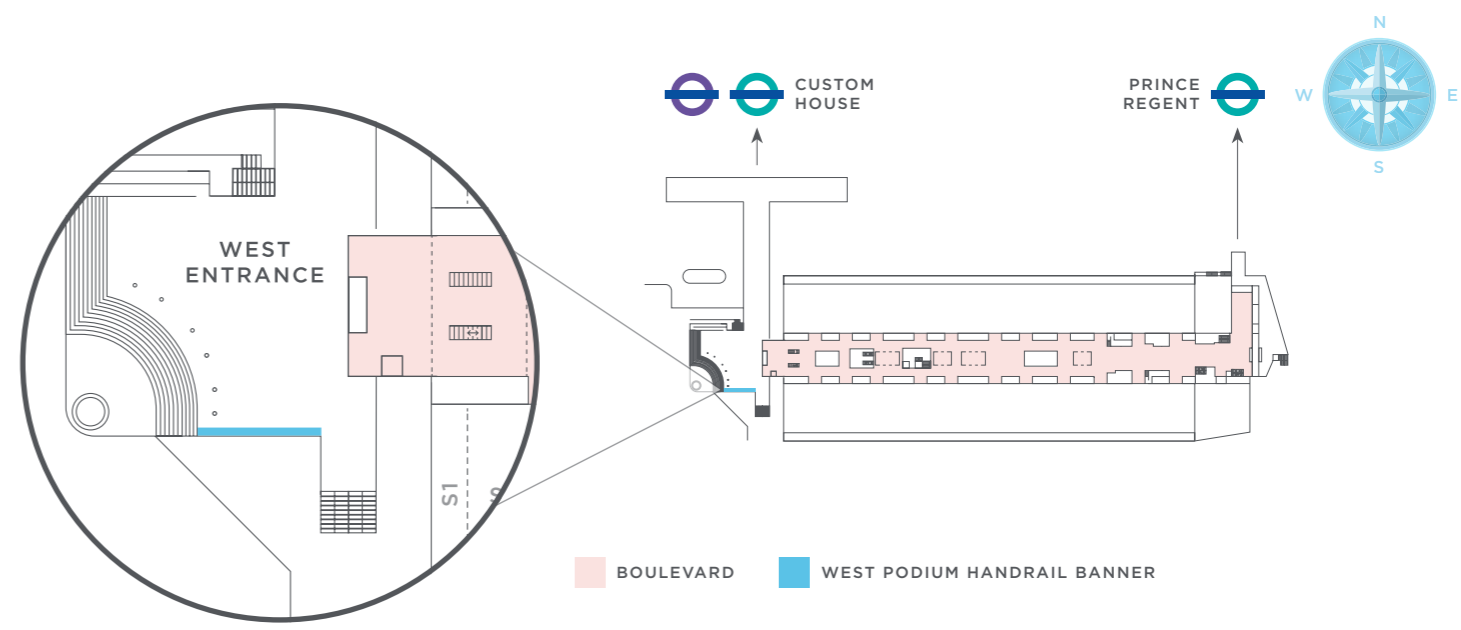 N
W
E
S
CUSTOM
HOUSE
PRINCE
REGENT
WEST
ENTRANCE
S1
BOULEVARD
WEST PODIUM HANDRAIL BANNER